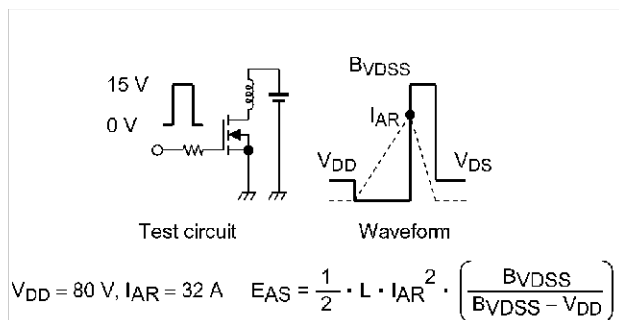 15 V
0 V
BVDSS
IAR
VDD
VDS
Test circuit
Waveform
VDD = 80 V, IAR = 32 A EAS = 1/2 · L · IAR² · (BVDSS / (BVDSS − VDD))